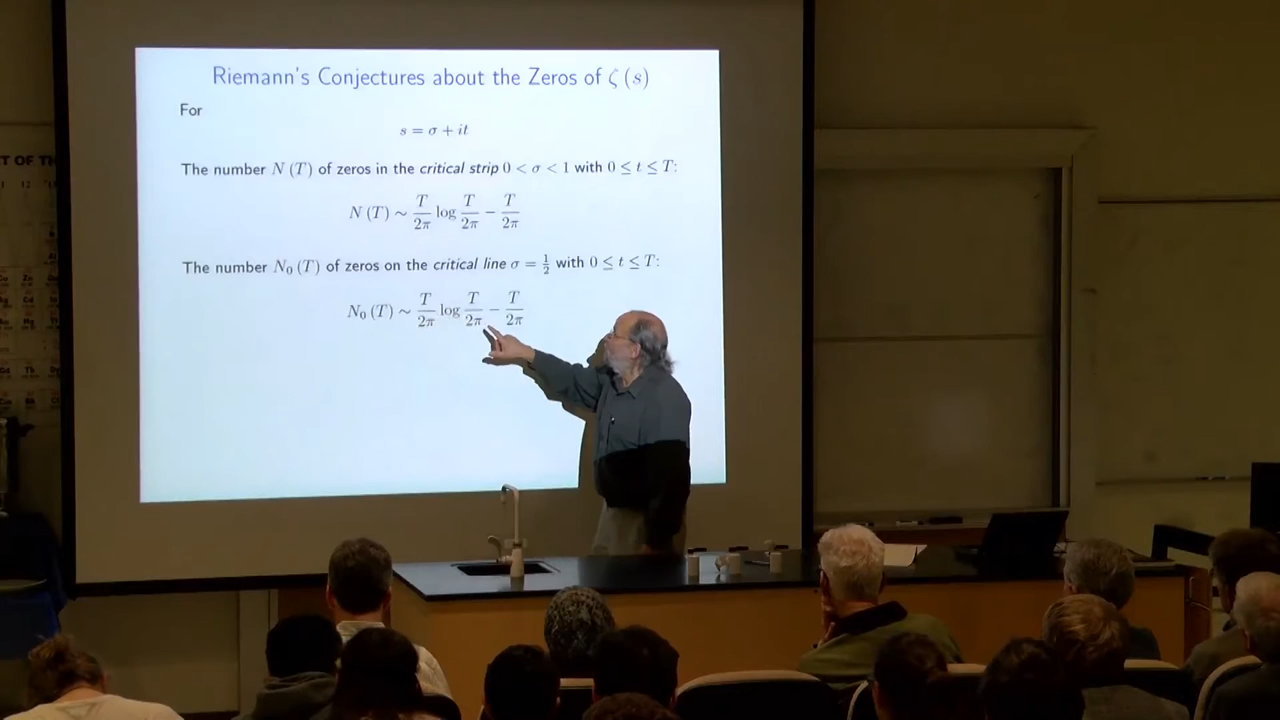 Riemann's Conjectures about the Zeros of ζ (s)
For
s = σ + it
The number N (T) of zeros in the critical strip 0 < σ < 1 with 0 ≤ t ≤ T:
N (T) ∼ T/2π log T/2π − T/2π
The number N₀ (T) of zeros on the critical line σ = 1/2 with 0 ≤ t ≤ T:
N₀ (T) ∼ T/2π log T/2π − T/2π
T OF TH